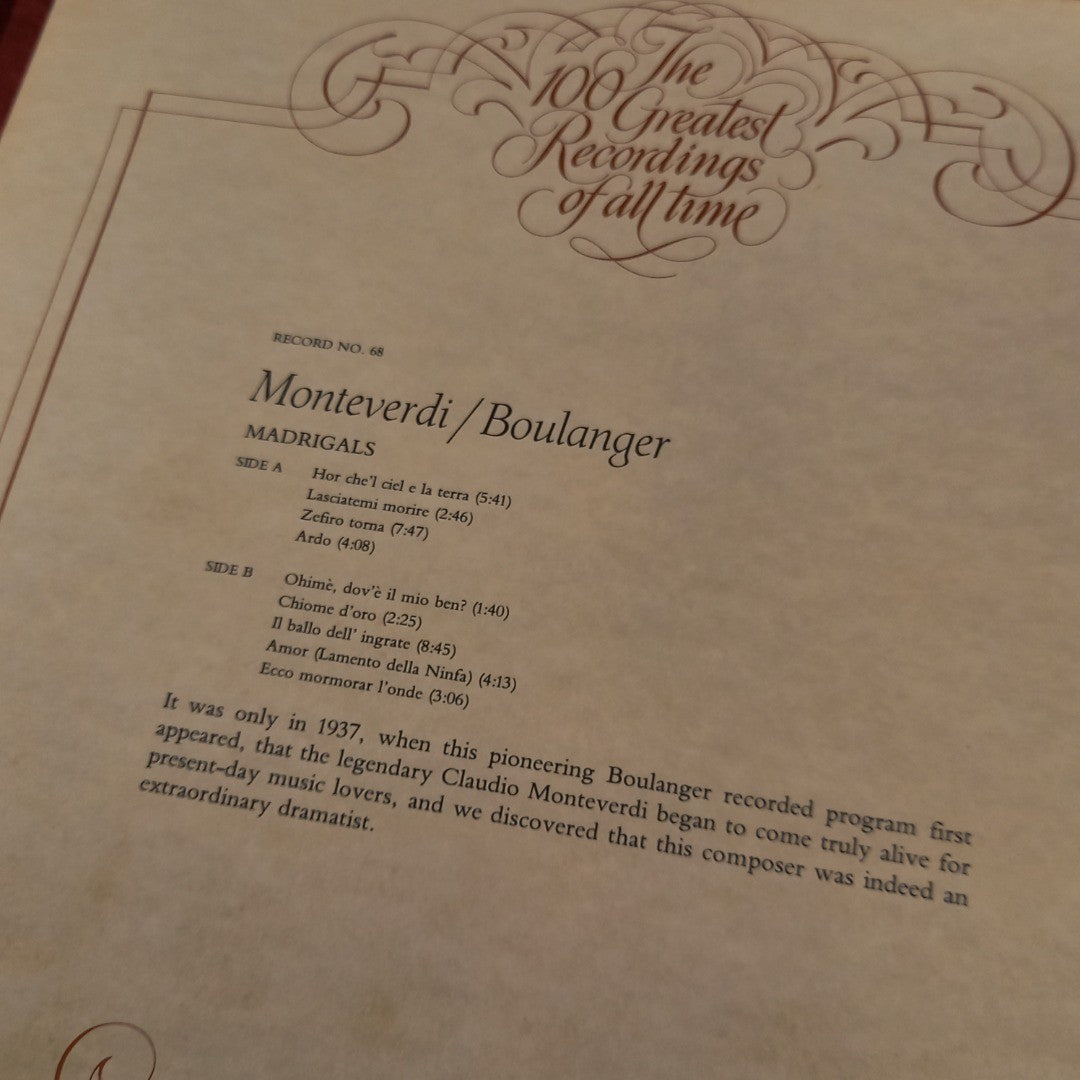 The
100
Greatest
Recordings
of all time
RECORD NO. 68
Monteverdi/Boulanger
MADRIGALS
SIDE A Hor che'l ciel e la terra (5:41)
Lasciatemi morire (2:46)
Zefiro torna (7:47)
Ardo (4:08)
SIDE B Ohimè, dov'è il mio ben? (1:40)
Chiome d'oro (2:25)
Il ballo dell' ingrate (8:45)
Amor (Lamento della Ninfa) (4:13)
Ecco mormorar l'onde (3:06)
It was only in 1937, when this pioneering Boulanger recorded program first
appeared, that the legendary Claudio Monteverdi began to come truly alive for
present-day music lovers, and we discovered that this composer was indeed an
extraordinary dramatist.